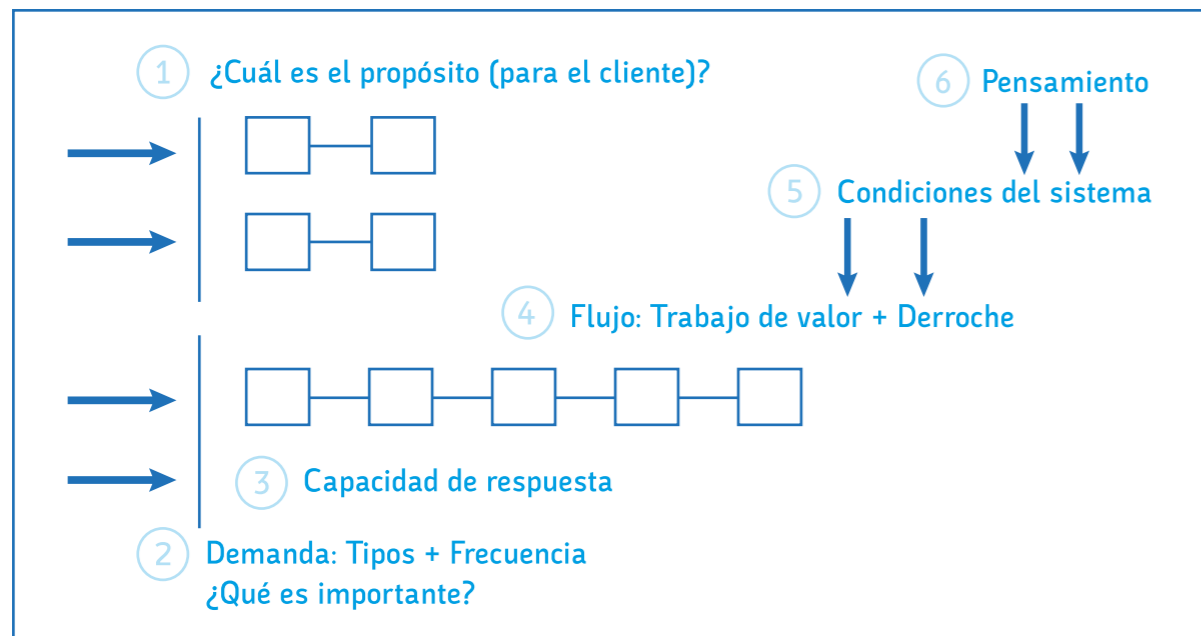 1 ¿Cuál es el propósito (para el cliente)?
6 Pensamiento
5 Condiciones del sistema
4 Flujo: Trabajo de valor + Derroche
3 Capacidad de respuesta
2 Demanda: Tipos + Frecuencia
¿Qué es importante?